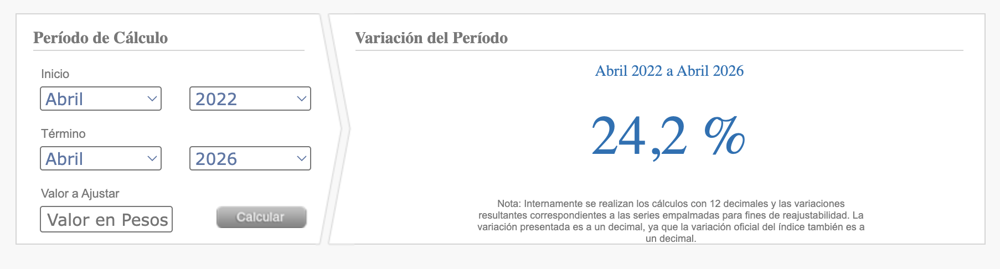 Período de Cálculo
Inicio
Abril
2022
Término
Abril
2026
Valor a Ajustar
Valor en Pesos
Calcular
Variación del Período
Abril 2022 a Abril 2026
24,2 %
Nota: Internamente se realizan los cálculos con 12 decimales y las variaciones
resultantes correspondientes a las series empalmadas para fines de reajustabilidad. La
variación presentada es a un decimal, ya que la variación oficial del índice también es a
un decimal.